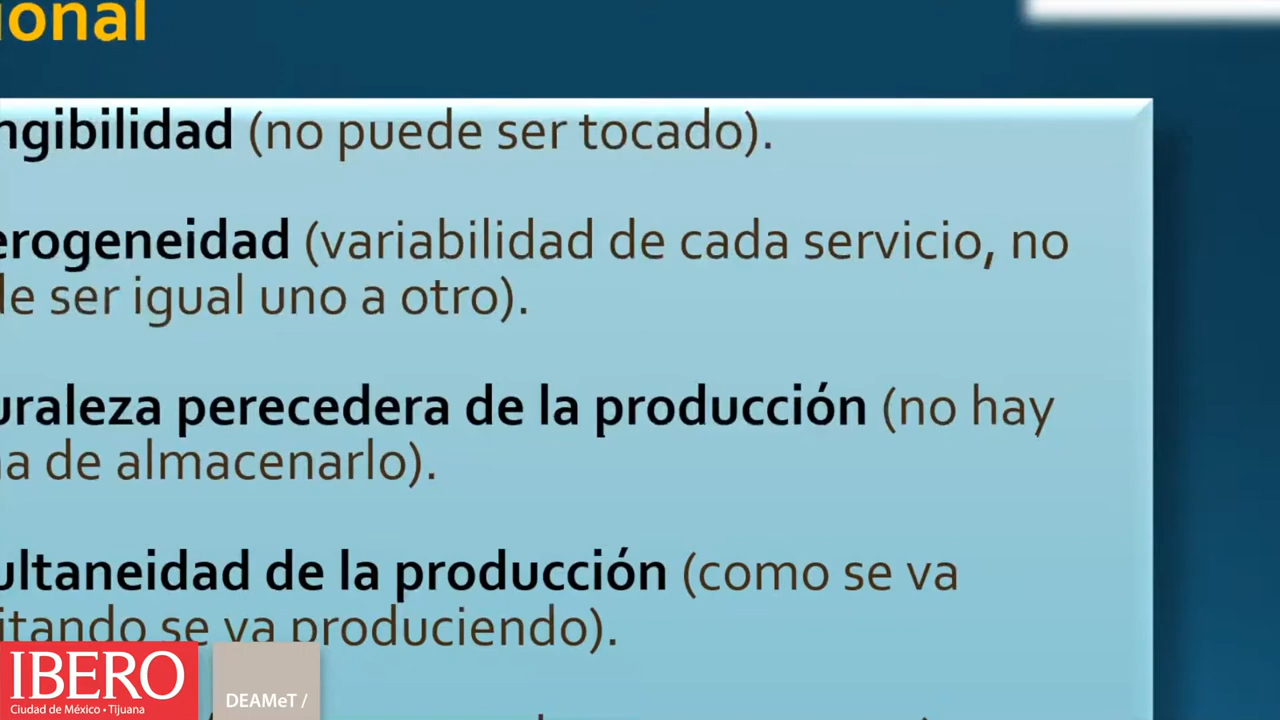 ional
ngibilidad (no puede ser tocado).
erogeneidad (variabilidad de cada servicio, no
de ser igual uno a otro).
uraleza perecedera de la producción (no hay
a de almacenarlo).
ultaneidad de la producción (como se va
itando se va produciendo).
IBERO
Ciudad de México • Tijuana
DEAMeT /